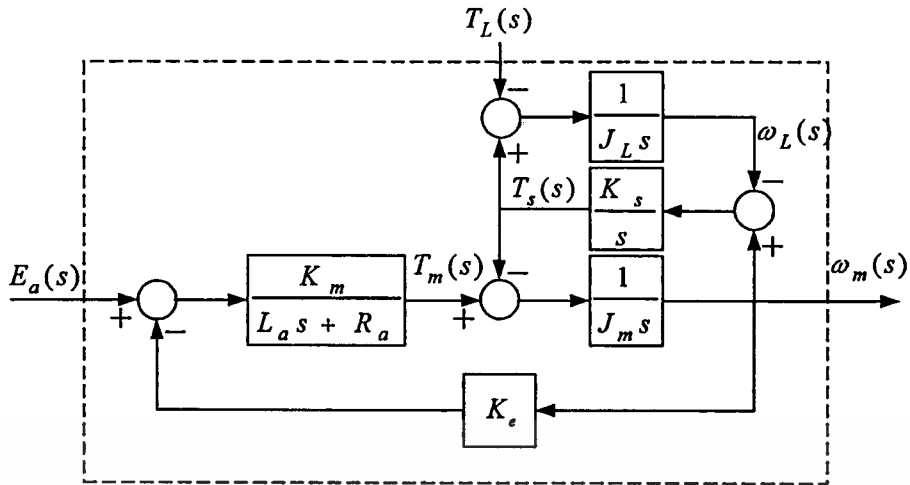 T_L(s)
−
1
J_L s
+
ω_L(s)
−
T_s(s)
K_s
s
+
E_a(s)
+
−
K_m
L_a s + R_a
T_m(s)
+
−
1
J_m s
ω_m(s)
K_e